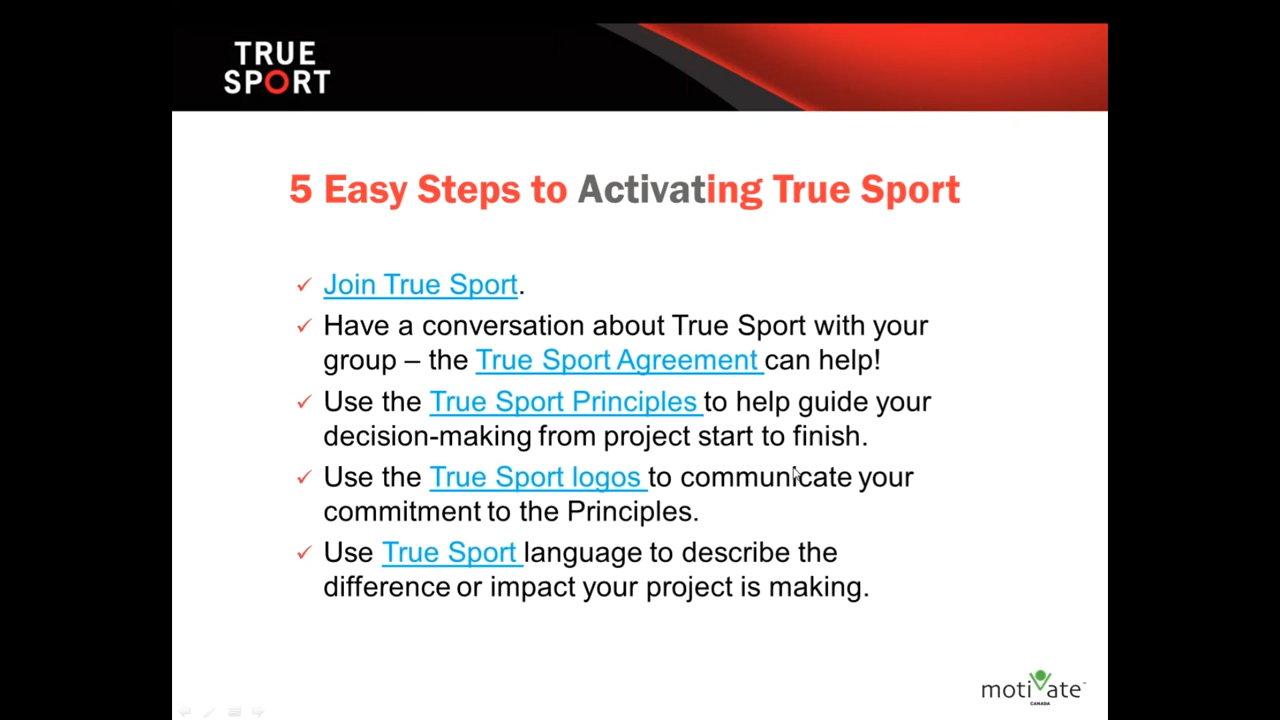 TRUE
SPORT
5 Easy Steps to Activating True Sport
✓ Join True Sport.
✓ Have a conversation about True Sport with your
group – the True Sport Agreement can help!
✓ Use the True Sport Principles to help guide your
decision-making from project start to finish.
✓ Use the True Sport logos to communicate your
commitment to the Principles.
✓ Use True Sport language to describe the
difference or impact your project is making.
motivate™
CANADA